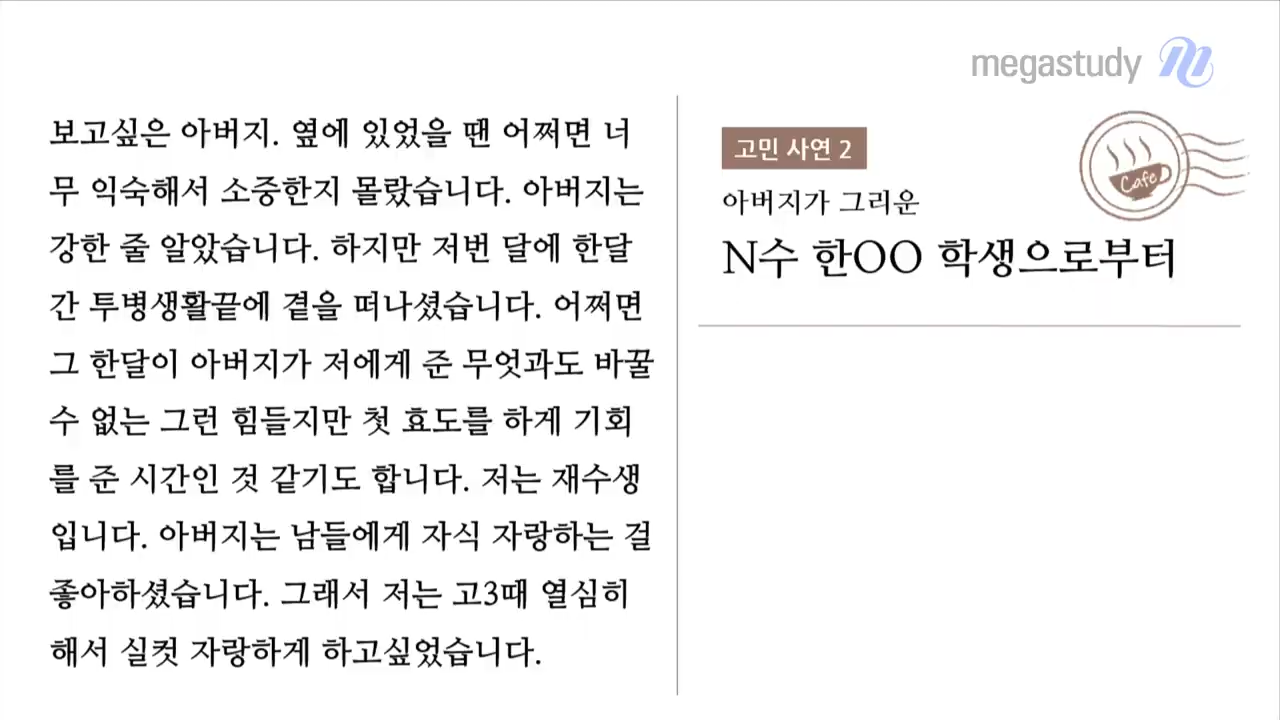 megastudy
보고싶은 아버지. 옆에 있었을 땐 어쩌면 너
무 익숙해서 소중한지 몰랐습니다. 아버지는
강한 줄 알았습니다. 하지만 저번 달에 한달
간 투병생활끝에 곁을 떠나셨습니다. 어쩌면
그 한달이 아버지가 저에게 준 무엇과도 바꿀
수 없는 그런 힘들지만 첫 효도를 하게 기회
를 준 시간인 것 같기도 합니다. 저는 재수생
입니다. 아버지는 남들에게 자식 자랑하는 걸
좋아하셨습니다. 그래서 저는 고3때 열심히
해서 실컷 자랑하게 하고싶었습니다.
고민 사연 2
Cafe
아버지가 그리운
N수 한OO 학생으로부터